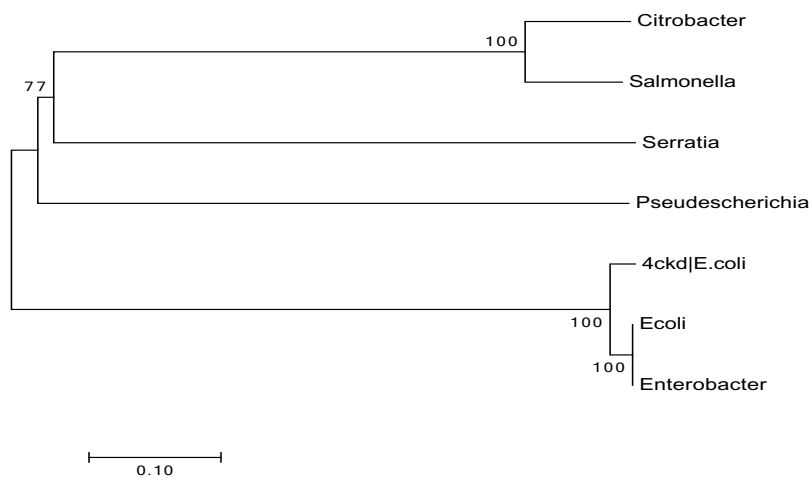 Citrobacter
100
Salmonella
77
Serratia
Pseudescherichia
4ckd|E.coli
100
Ecoli
100
Enterobacter
0.10